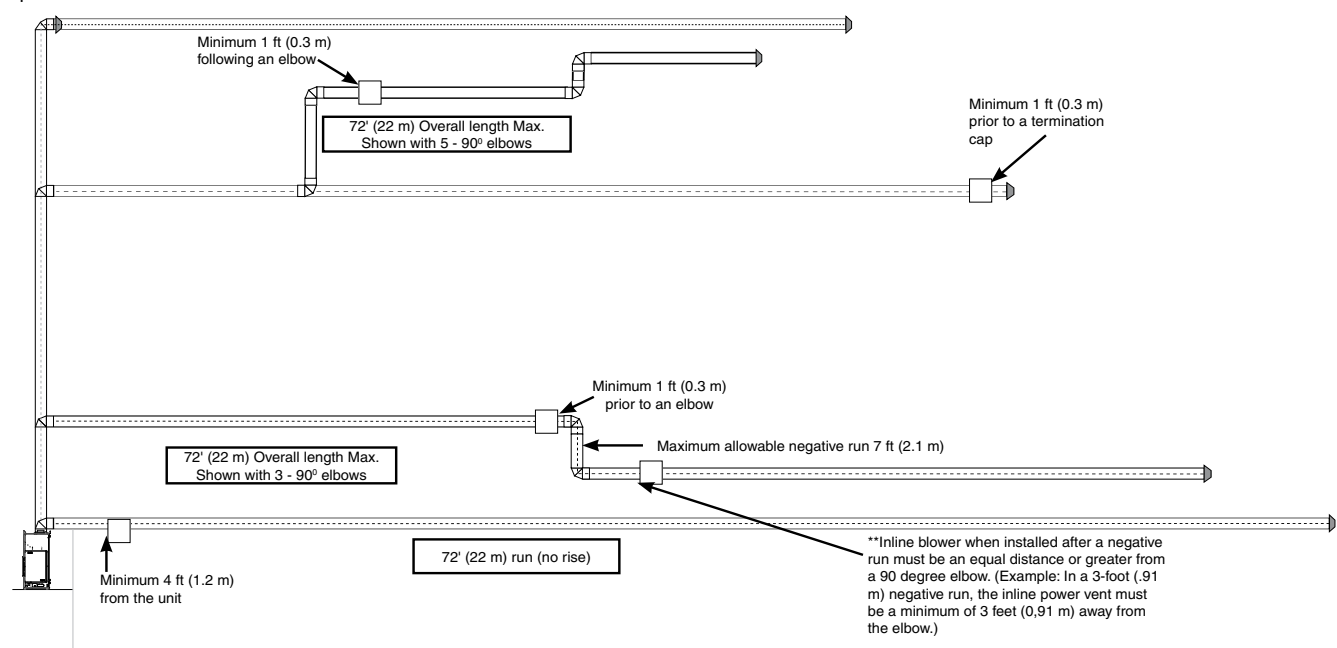 Minimum 1 ft (0.3 m)
following an elbow
72' (22 m) Overall length Max.
Shown with 5 - 90⁰ elbows
Minimum 1 ft (0.3 m)
prior to a termination
cap
Minimum 1 ft (0.3 m)
prior to an elbow
Maximum allowable negative run 7 ft (2.1 m)
72' (22 m) Overall length Max.
Shown with 3 - 90⁰ elbows
72' (22 m) run (no rise)
Minimum 4 ft (1.2 m)
from the unit
**Inline blower when installed after a negative
run must be an equal distance or greater from
a 90 degree elbow. (Example: In a 3-foot (.91
m) negative run, the inline power vent must
be a minimum of 3 feet (0,91 m) away from
the elbow.)